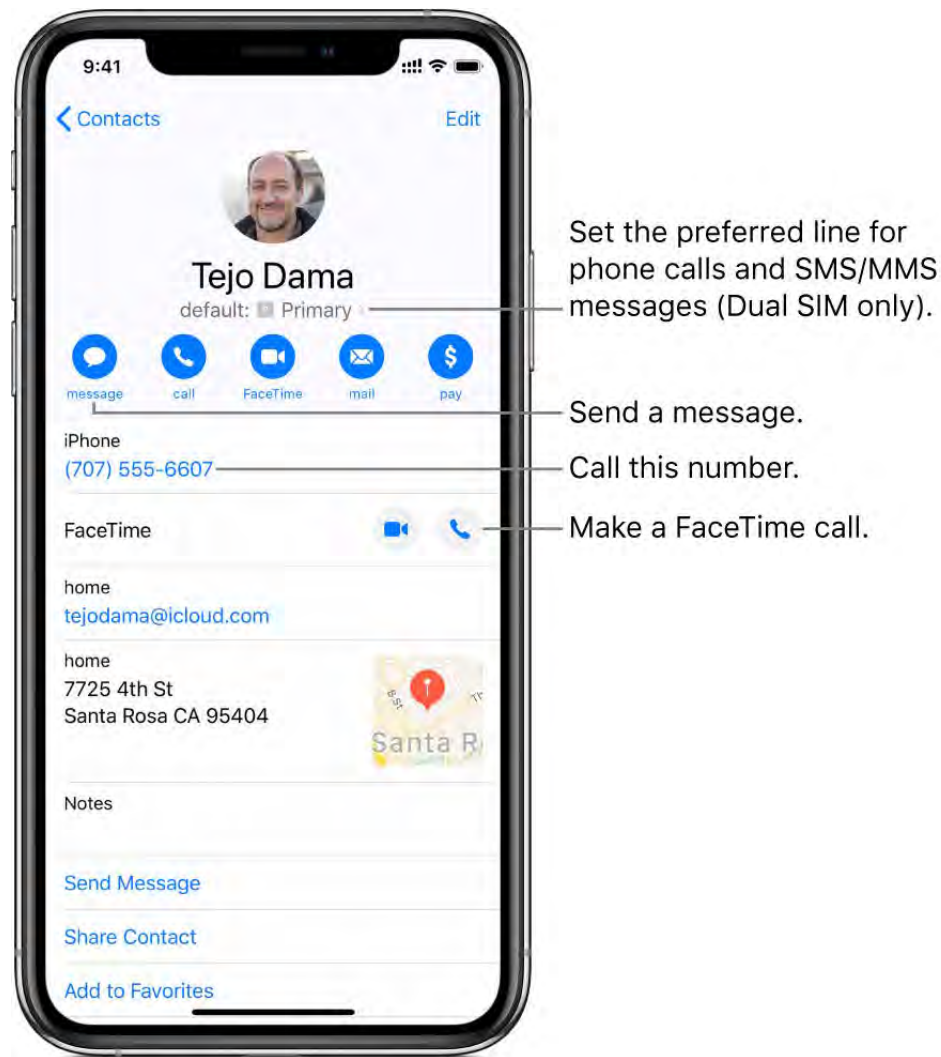 9:41
Contacts
Edit
Tejo Dama
default: P Primary
message call FaceTime mail pay
iPhone
(707) 555-6607
FaceTime
home
tejodama@icloud.com
home
7725 4th St
Santa Rosa CA 95404
B St
Th
Santa R
Notes
Send Message
Share Contact
Add to Favorites
Set the preferred line for
phone calls and SMS/MMS
messages (Dual SIM only).
Send a message.
Call this number.
Make a FaceTime call.